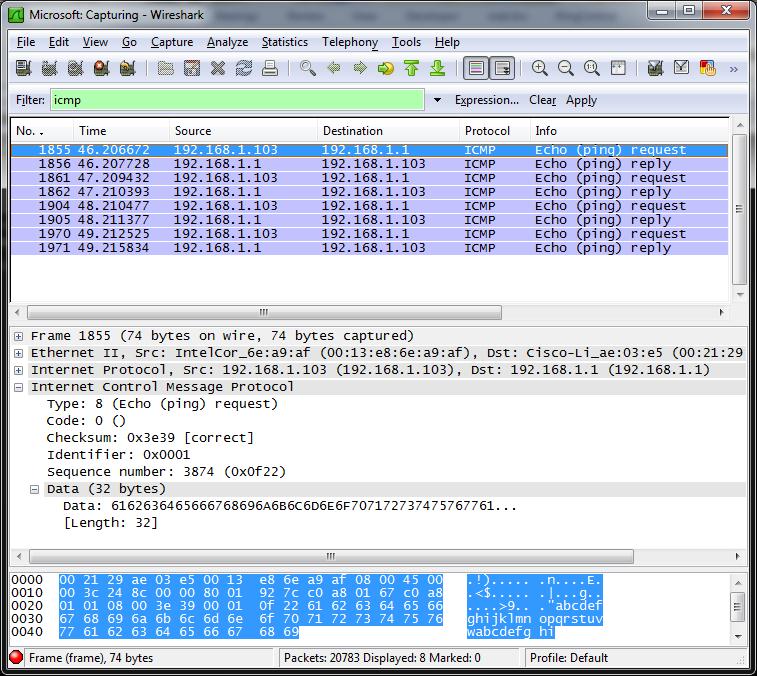 Microsoft: Capturing - Wireshark
File Edit View Go Capture Analyze Statistics Telephony Tools Help
Filter: icmp Expression... Clear Apply
No. . Time Source Destination Protocol Info
1855 46.206672 192.168.1.103 192.168.1.1 ICMP Echo (ping) request
1856 46.207728 192.168.1.1 192.168.1.103 ICMP Echo (ping) reply
1861 47.209432 192.168.1.103 192.168.1.1 ICMP Echo (ping) request
1862 47.210393 192.168.1.1 192.168.1.103 ICMP Echo (ping) reply
1904 48.210477 192.168.1.103 192.168.1.1 ICMP Echo (ping) request
1905 48.211377 192.168.1.1 192.168.1.103 ICMP Echo (ping) reply
1970 49.212525 192.168.1.103 192.168.1.1 ICMP Echo (ping) request
1971 49.215834 192.168.1.1 192.168.1.103 ICMP Echo (ping) reply
Frame 1855 (74 bytes on wire, 74 bytes captured)
Ethernet II, Src: IntelCor_6e:a9:af (00:13:e8:6e:a9:af), Dst: Cisco-Li_ae:03:e5 (00:21:29
Internet Protocol, Src: 192.168.1.103 (192.168.1.103), Dst: 192.168.1.1 (192.168.1.1)
Internet Control Message Protocol
Type: 8 (Echo (ping) request)
Code: 0 ()
Checksum: 0x3e39 [correct]
Identifier: 0x0001
Sequence number: 3874 (0x0f22)
Data (32 bytes)
Data: 6162636465666768696A6B6C6D6E6F707172737475767761...
[Length: 32]
0000 00 21 29 ae 03 e5 00 13 e8 6e a9 af 08 00 45 00 .!)..... .n....E.
0010 00 3c 24 8c 00 00 80 01 92 7c c0 a8 01 67 c0 a8 .<$..... .|...g..
0020 01 01 08 00 3e 39 00 01 0f 22 61 62 63 64 65 66 ....>9.. ."abcdef
0030 67 68 69 6a 6b 6c 6d 6e 6f 70 71 72 73 74 75 76 ghijklmn opqrstuv
0040 77 61 62 63 64 65 66 67 68 69 wabcdefg hi
Frame (frame), 74 bytes Packets: 20783 Displayed: 8 Marked: 0 Profile: Default